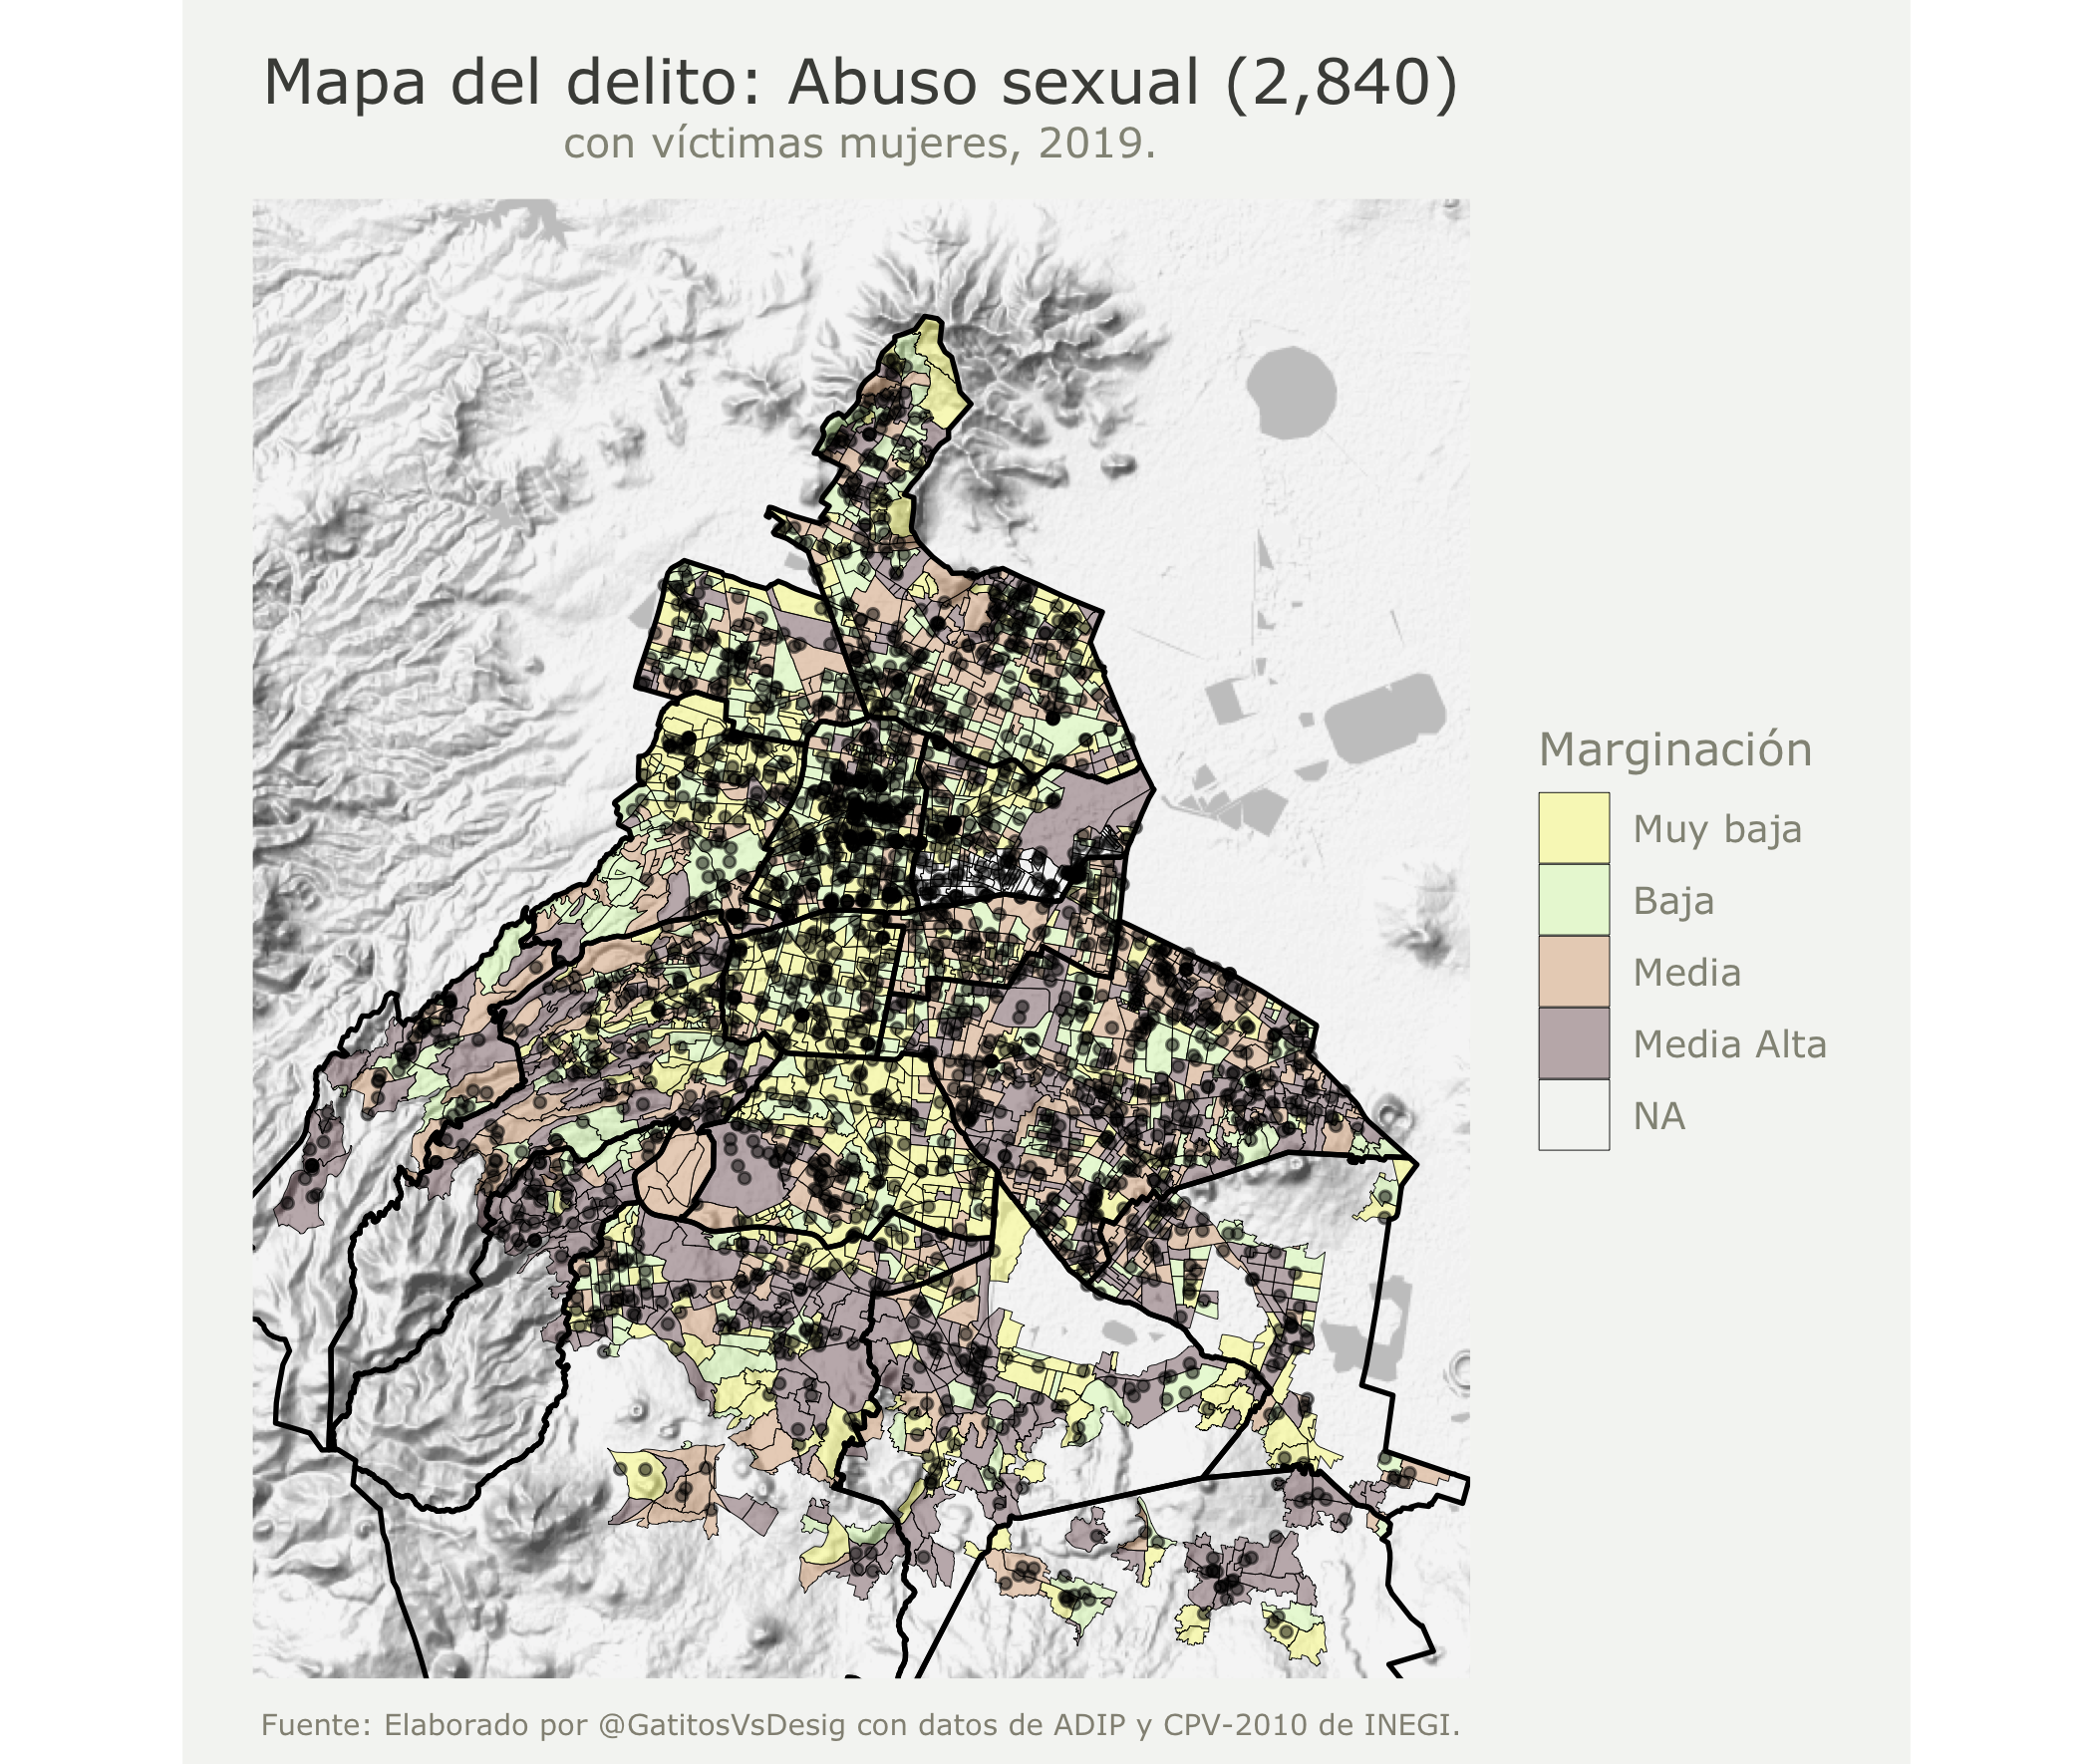 Mapa del delito: Abuso sexual (2,840)
con víctimas mujeres, 2019.
Marginación
Muy baja
Baja
Media
Media Alta
NA
Fuente: Elaborado por @GatitosVsDesig con datos de ADIP y CPV-2010 de INEGI.